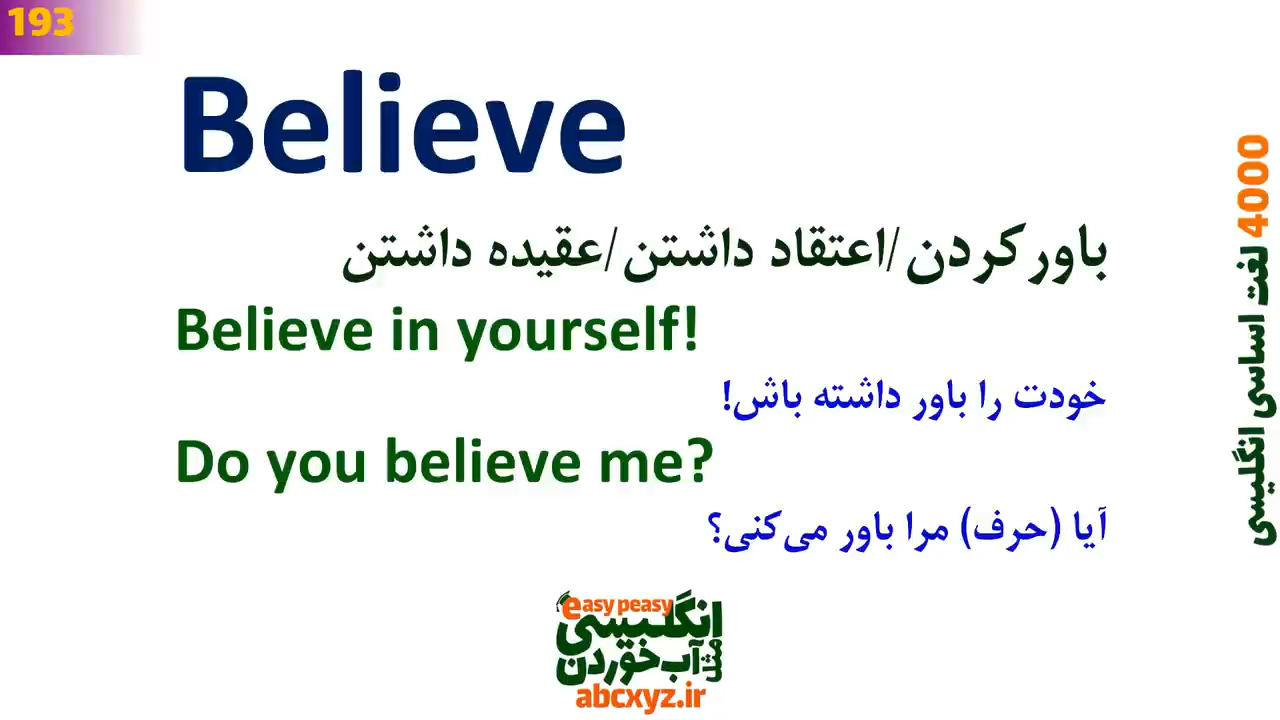 193
Believe
باور کردن/اعتقاد داشتن/عقیده داشتن
Believe in yourself!
خودت را باور داشته باش!
Do you believe me?
آیا (حرف) مرا باور می‌کنی؟
4000 لغت اساسی انگلیسی
easy peasy
انگلیسی
مثل آب خوردن
abcxyz.ir